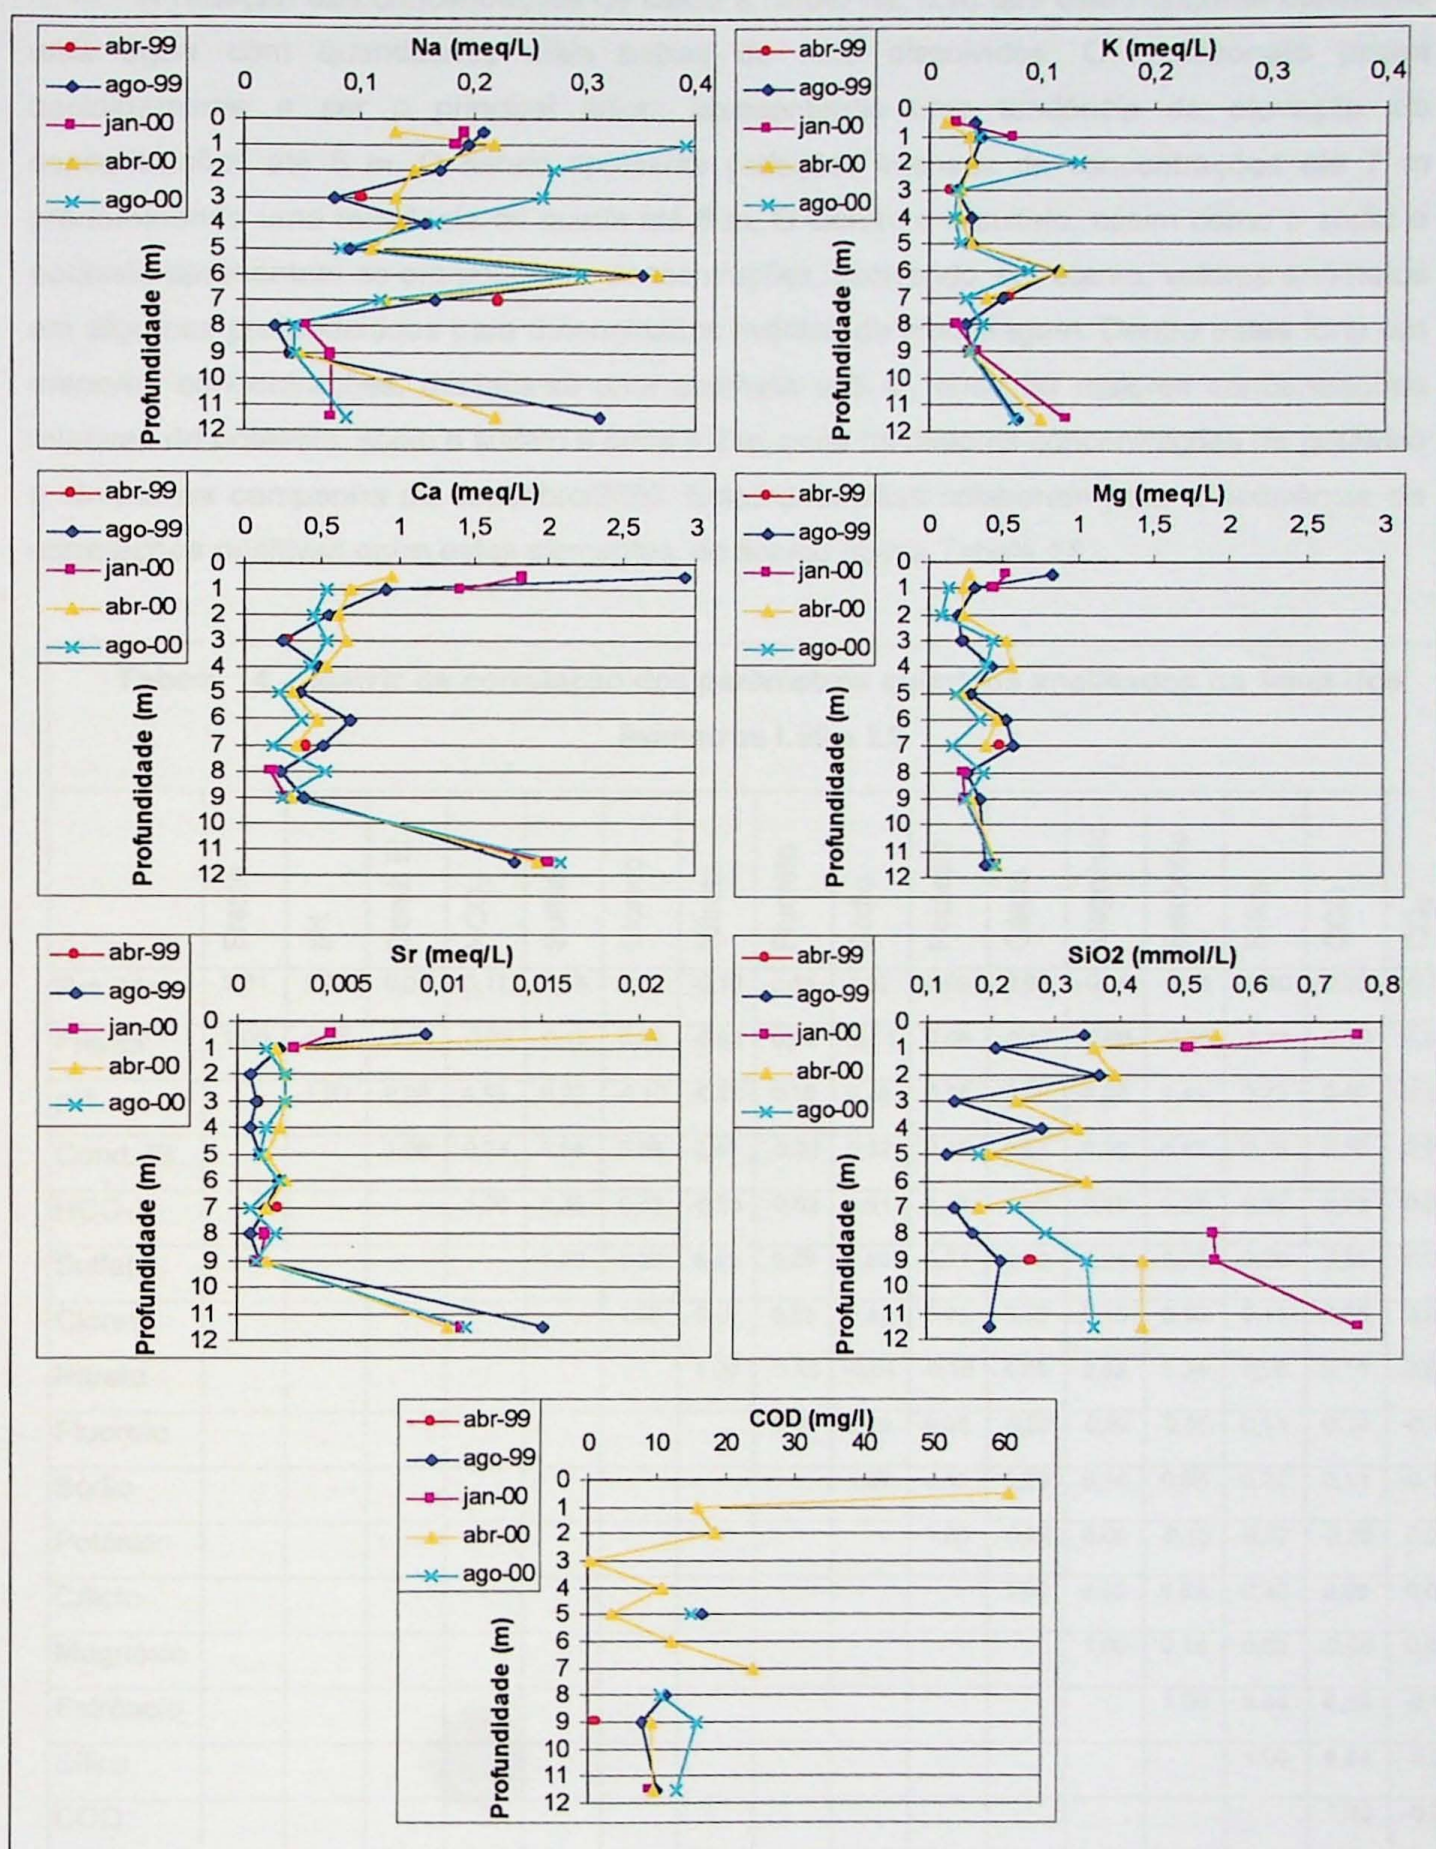 abr-99
ago-99
jan-00
abr-00
ago-00
Na (meq/L)
0 0,1 0,2 0,3 0,4
0
1
2
3
4
5
6
7
8
9
10
11
12
Profundidade (m)
abr-99
ago-99
jan-00
abr-00
ago-00
K (meq/L)
0 0,1 0,2 0,3 0,4
0
1
2
3
4
5
6
7
8
9
10
11
12
Profundidade (m)
abr-99
ago-99
jan-00
abr-00
ago-00
Ca (meq/L)
0 0,5 1 1,5 2 2,5 3
0
1
2
3
4
5
6
7
8
9
10
11
12
Profundidade (m)
abr-99
ago-99
jan-00
abr-00
ago-00
Mg (meq/L)
0 0,5 1 1,5 2 2,5 3
0
1
2
3
4
5
6
7
8
9
10
11
12
Profundidade (m)
abr-99
ago-99
jan-00
abr-00
ago-00
Sr (meq/L)
0 0,005 0,01 0,015 0,02
0
1
2
3
4
5
6
7
8
9
10
11
12
Profundidade (m)
abr-99
ago-99
jan-00
abr-00
ago-00
SiO2 (mmol/L)
0,1 0,2 0,3 0,4 0,5 0,6 0,7 0,8
0
1
2
3
4
5
6
7
8
9
10
11
12
Profundidade (m)
abr-99
ago-99
jan-00
abr-00
ago-00
COD (mg/l)
0 10 20 30 40 50 60
0
1
2
3
4
5
6
7
8
9
10
11
12
Profundidade (m)